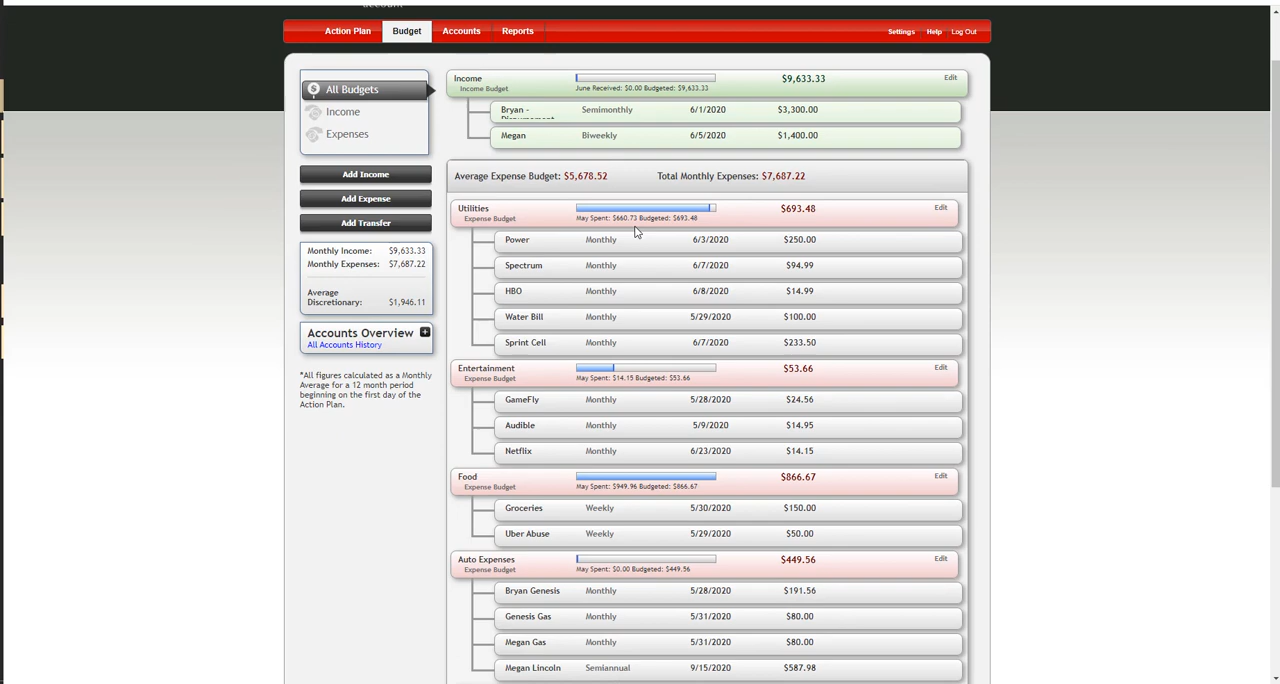 account
Action Plan Budget Accounts Reports Settings Help Log Out
All Budgets
Income
Expenses
Add Income
Add Expense
Add Transfer
Monthly Income: $9,633.33
Monthly Expenses: $7,687.22
Average
Discretionary: $1,946.11
Accounts Overview
All Accounts History
*All figures calculated as a Monthly
Average for a 12 month period
beginning on the first day of the
Action Plan.
Income $9,633.33 Edit
Income Budget June Received: $0.00 Budgeted: $9,633.33
Bryan - Semimonthly 6/1/2020 $3,300.00
Megan Biweekly 6/5/2020 $1,400.00
Average Expense Budget: $5,678.52 Total Monthly Expenses: $7,687.22
Utilities $693.48 Edit
Expense Budget May Spent: $660.73 Budgeted: $693.48
Power Monthly 6/3/2020 $250.00
Spectrum Monthly 6/7/2020 $94.99
HBO Monthly 6/8/2020 $14.99
Water Bill Monthly 5/29/2020 $100.00
Sprint Cell Monthly 6/7/2020 $233.50
Entertainment $53.66 Edit
Expense Budget May Spent: $14.15 Budgeted: $53.66
GameFly Monthly 5/28/2020 $24.56
Audible Monthly 5/9/2020 $14.95
Netflix Monthly 6/23/2020 $14.15
Food $866.67 Edit
Expense Budget May Spent: $949.96 Budgeted: $866.67
Groceries Weekly 5/30/2020 $150.00
Uber Abuse Weekly 5/29/2020 $50.00
Auto Expenses $449.56 Edit
Expense Budget May Spent: $0.00 Budgeted: $449.56
Bryan Genesis Monthly 5/28/2020 $191.56
Genesis Gas Monthly 5/31/2020 $80.00
Megan Gas Monthly 5/31/2020 $80.00
Megan Lincoln Semiannual 9/15/2020 $587.98